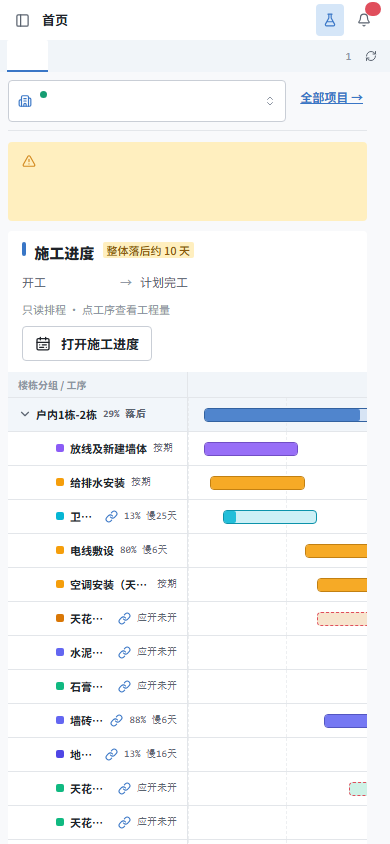 首页
1
全部项目 →
施工进度 整体落后约 10 天
开工 → 计划完工
只读排程 • 点工序查看工程量
打开施工进度
楼栋分组 / 工序
户内1栋-2栋 29% 落后
放线及新建墙体 按期
给排水安装 按期
卫… 13% 慢25天
电线敷设 80% 慢6天
空调安装（天… 按期
天花… 应开未开
水泥… 应开未开
石膏… 应开未开
墙砖… 88% 慢6天
地… 13% 慢16天
天花… 应开未开
天花… 应开未开